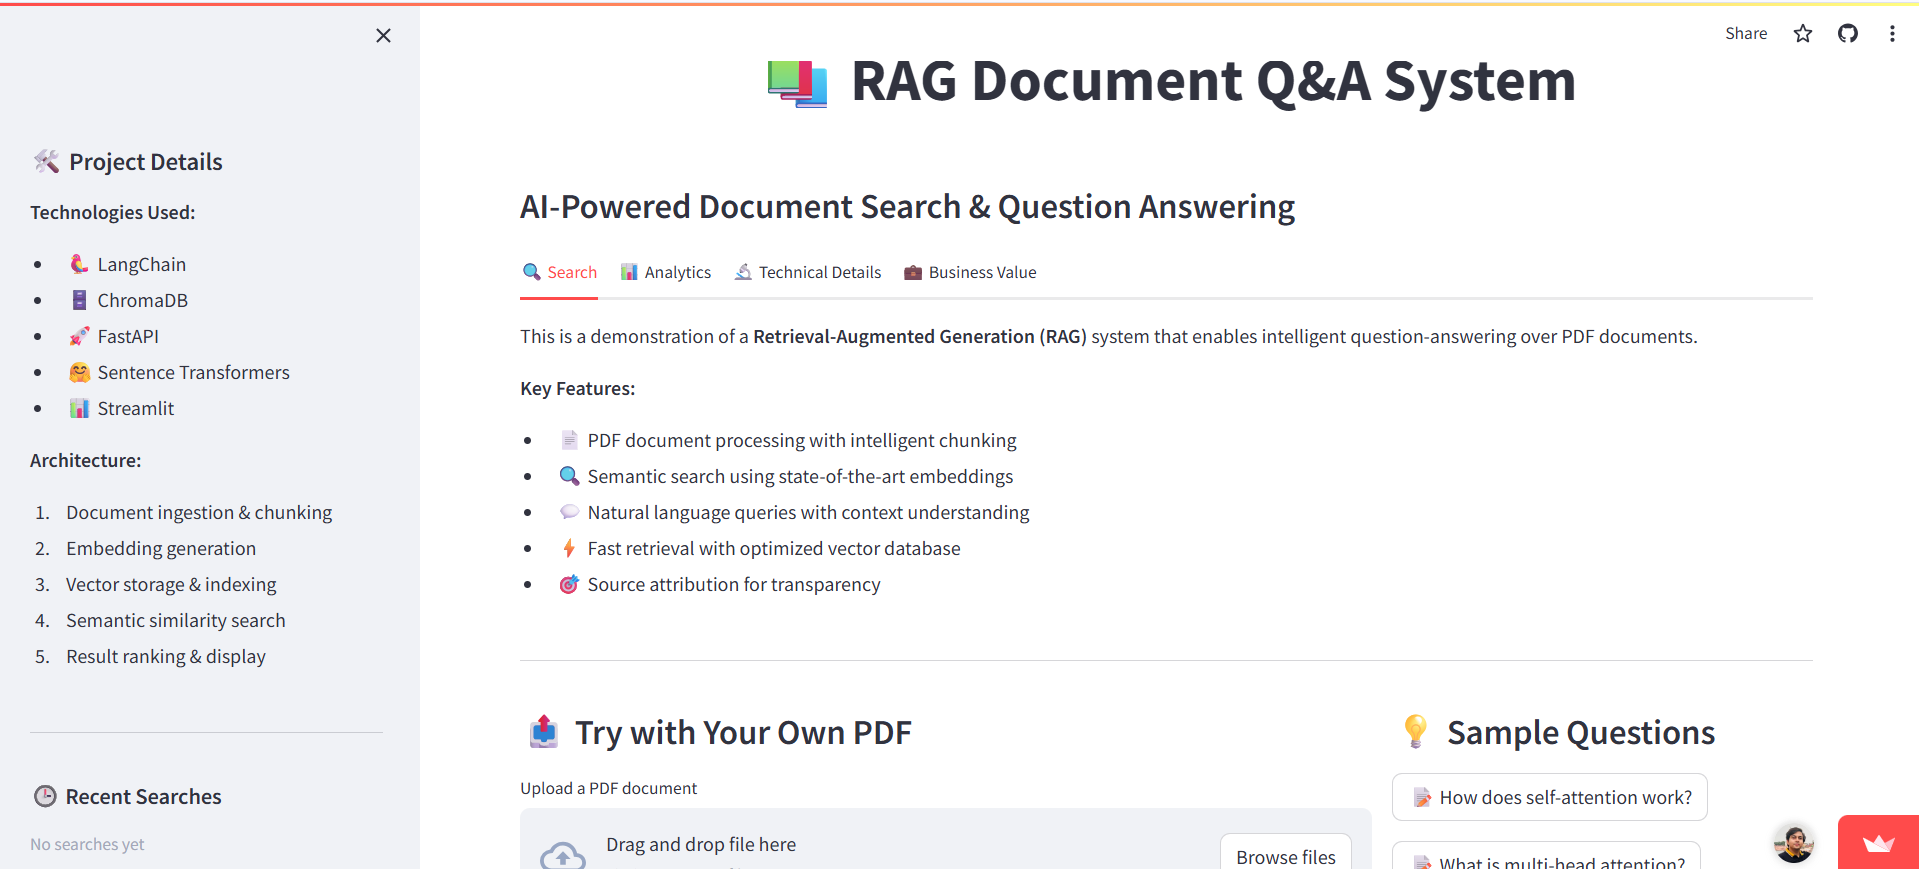 Share
📚 RAG Document Q&A System
🛠️ Project Details
Technologies Used:
• 🦜 LangChain
• 🗄️ ChromaDB
• 🚀 FastAPI
• 🤗 Sentence Transformers
• 📊 Streamlit
Architecture:
1. Document ingestion & chunking
2. Embedding generation
3. Vector storage & indexing
4. Semantic similarity search
5. Result ranking & display
🕒 Recent Searches
No searches yet
AI-Powered Document Search & Question Answering
🔍 Search 📊 Analytics 🔬 Technical Details 💼 Business Value
This is a demonstration of a Retrieval-Augmented Generation (RAG) system that enables intelligent question-answering over PDF documents.
Key Features:
• 📄 PDF document processing with intelligent chunking
• 🔍 Semantic search using state-of-the-art embeddings
• 💬 Natural language queries with context understanding
• ⚡ Fast retrieval with optimized vector database
• 🎯 Source attribution for transparency
📤 Try with Your Own PDF
Upload a PDF document
Drag and drop file here
Browse files
💡 Sample Questions
📝 How does self-attention work?
📝 What is multi-head attention?